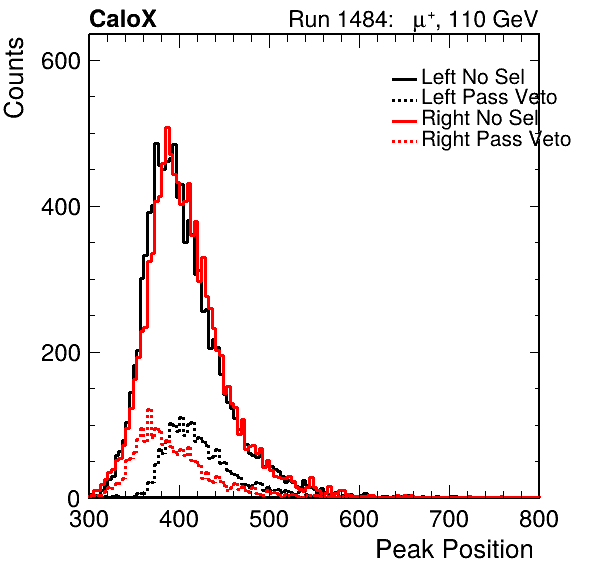 CaloX Run 1484: μ⁺, 110 GeV
Counts
600
400
200
0
Left No Sel
Left Pass Veto
Right No Sel
Right Pass Veto
300 400 500 600 700 800
Peak Position